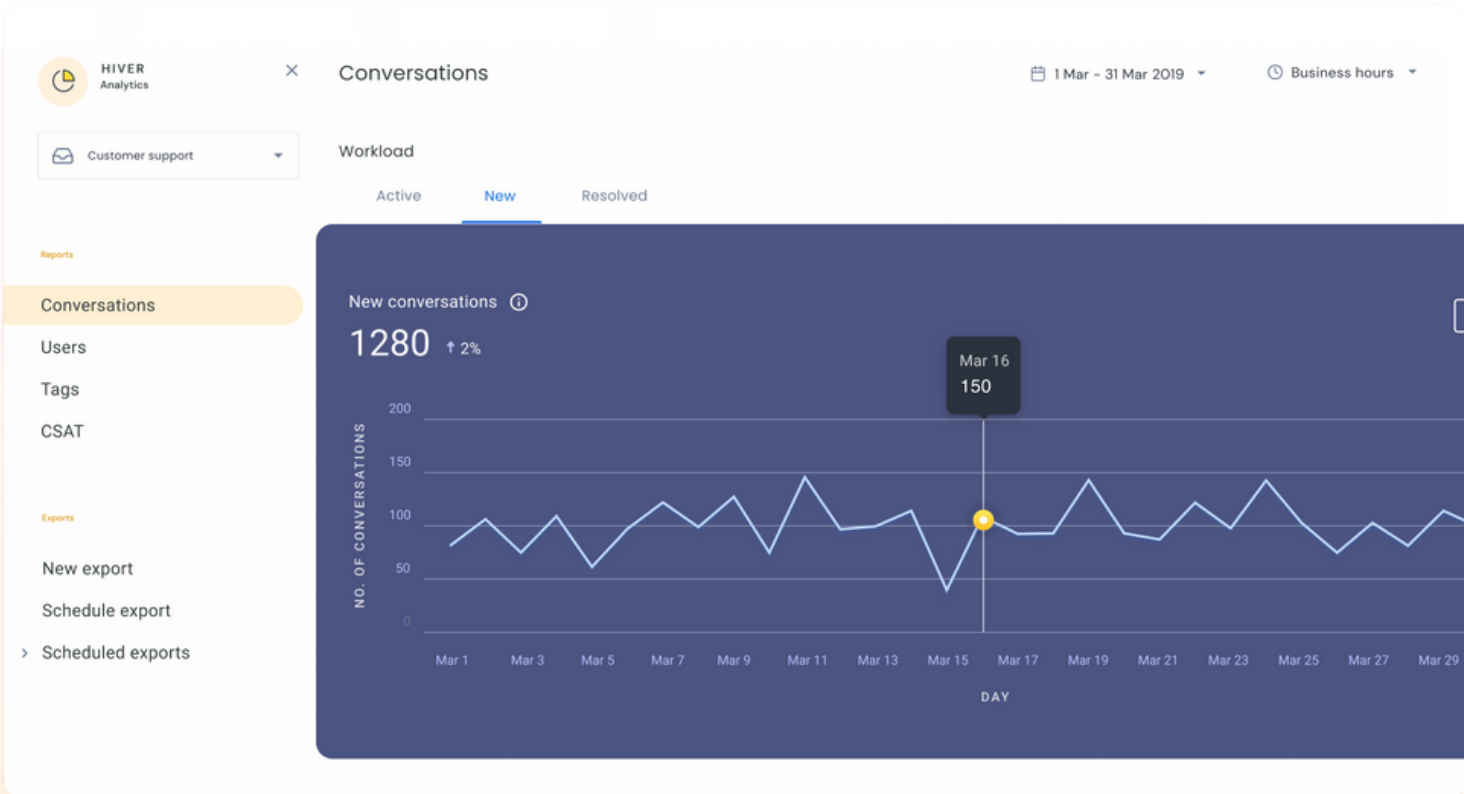 HIVER
Analytics
Conversations
1 Mar - 31 Mar 2019
Business hours
Customer support
Workload
Active
New
Resolved
Reports
Conversations
Users
Tags
CSAT
Exports
New export
Schedule export
Scheduled exports
New conversations
1280
2%
Mar 16
150
NO. OF CONVERSATIONS
200
150
100
50
0
Mar 1 Mar 3 Mar 5 Mar 7 Mar 9 Mar 11 Mar 13 Mar 15 Mar 17 Mar 19 Mar 21 Mar 23 Mar 25 Mar 27 Mar 29
DAY